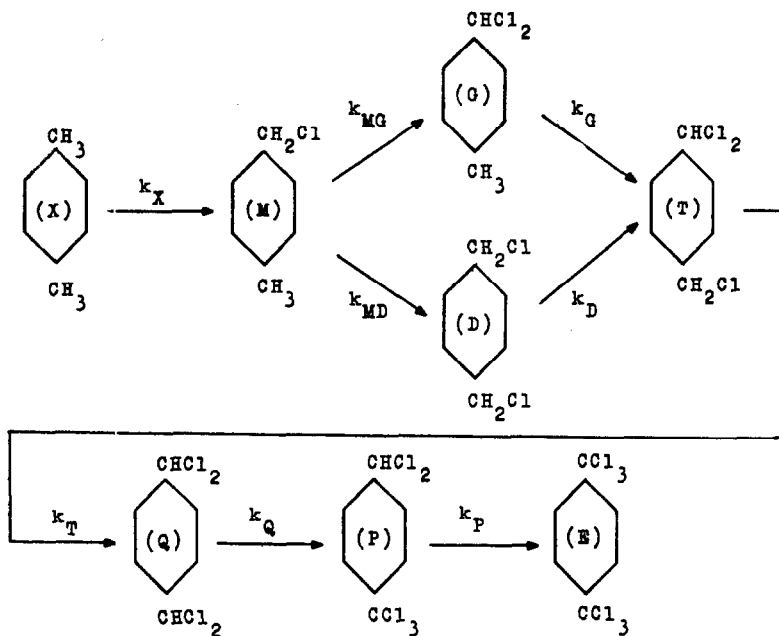 CHCl2
(G)
CH3
kMG
kG
CH3
(X)
CH3
kX
CH2Cl
(M)
CH3
kMD
CH2Cl
(D)
CH2Cl
kD
CHCl2
(T)
CH2Cl
kT
CHCl2
(Q)
CHCl2
kQ
CHCl2
(P)
CCl3
kP
CCl3
(E)
CCl3